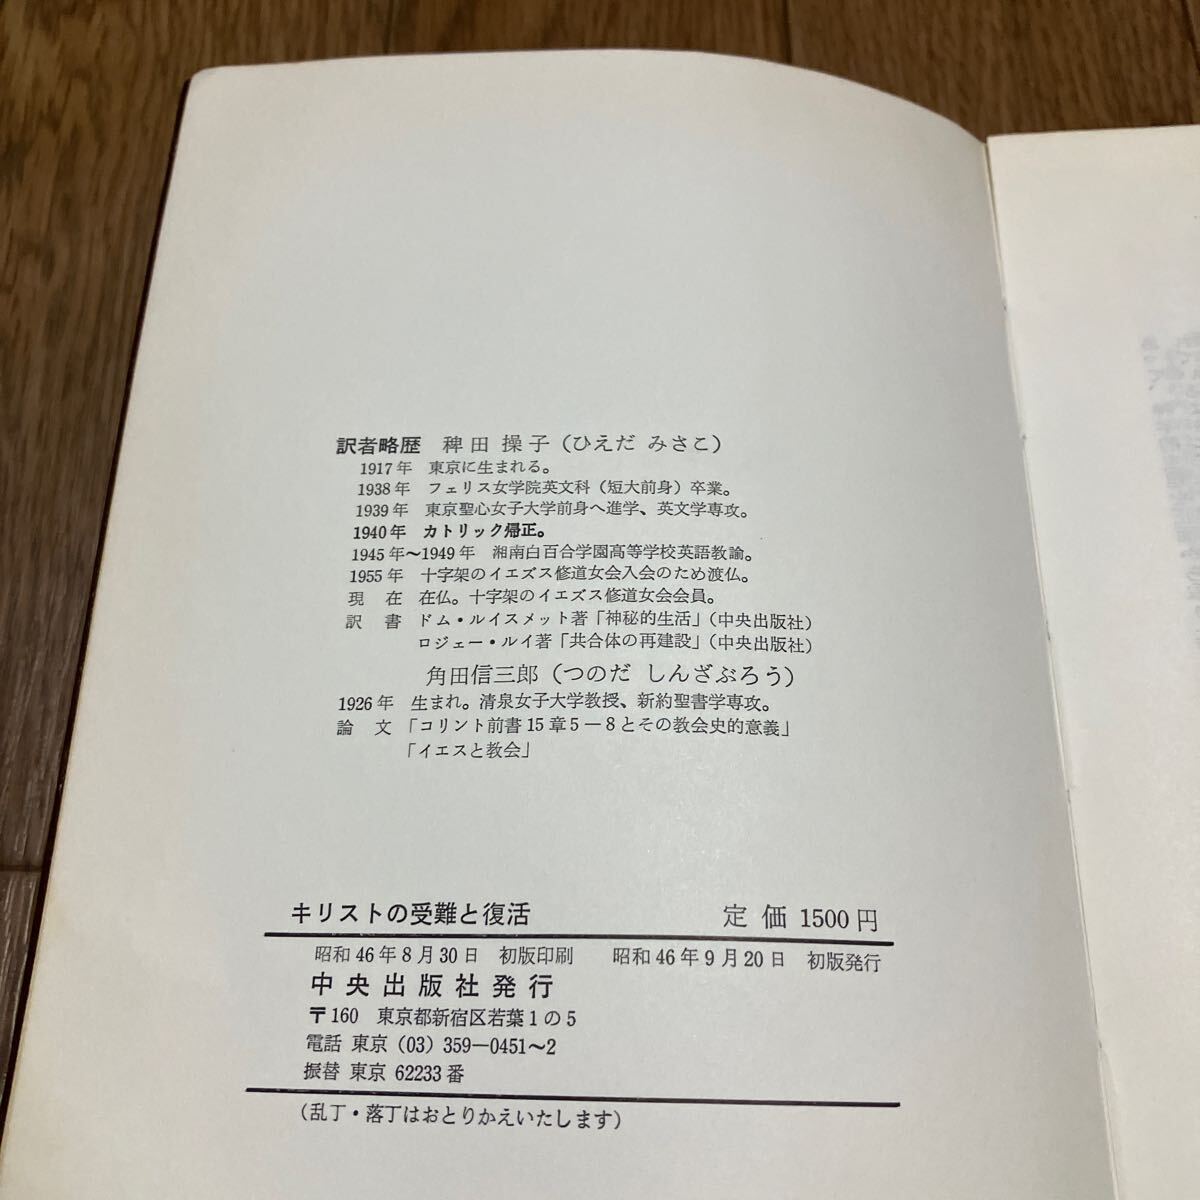 訳者略歴 稗田 操子（ひえだ みさこ）
1917年 東京に生まれる。
1938年 フェリス女学院英文科（短大前身）卒業。
1939年 東京聖心女子大学前身へ進学、英文学専攻。
1940年 カトリック帰正。
1945年～1949年 湘南白百合学園高等学校英語教諭。
1955年 十字架のイエズス修道女会入会のため渡仏。
現在 在仏。十字架のイエズス修道女会会員。
訳書 ドム・ルイスメット著「神秘的生活」（中央出版社）
ロジェー・ルイ著「共合体の再建設」（中央出版社）
角田信三郎（つのだ しんざぶろう）
1926年 生まれ。清泉女子大学教授、新約聖書学専攻。
論文「コリント前書15章5－8とその教会史的意義」
「イエスと教会」
キリストの受難と復活 定価 1500円
昭和46年8月30日 初版印刷 昭和46年9月20日 初版発行
中央出版社発行
〒160 東京都新宿区若葉1の5
電話 東京（03）359―0451～2
振替 東京 62233番
（乱丁・落丁はおとりかえいたします）